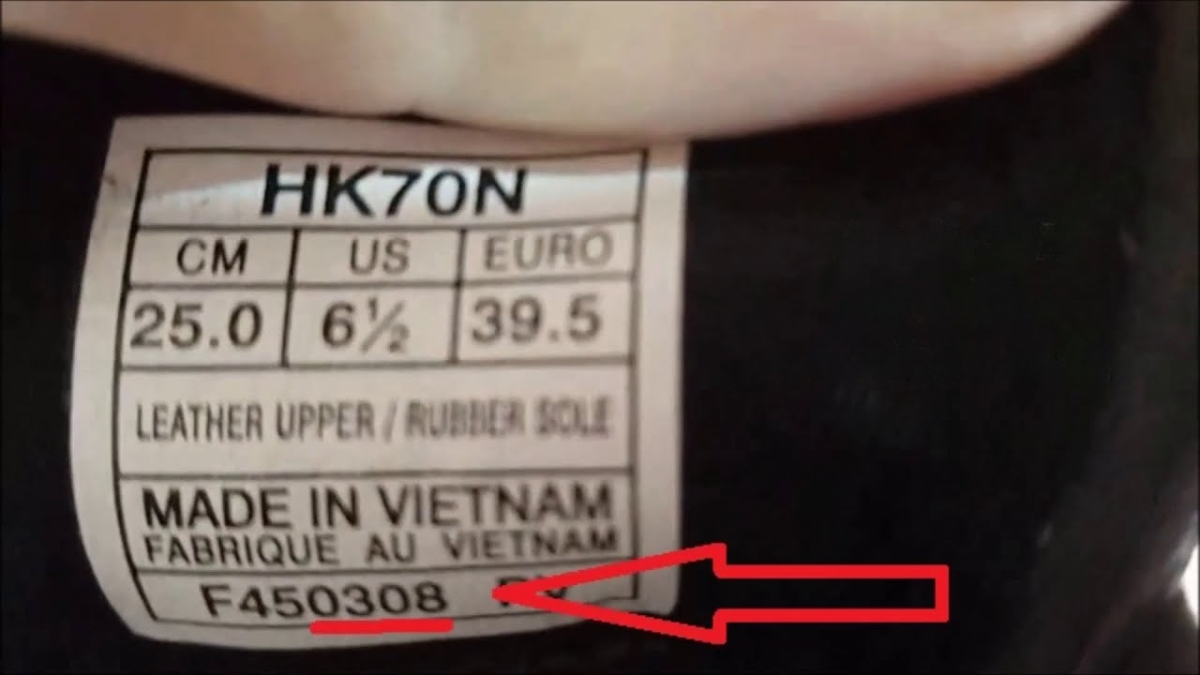 HK70N
CM US EURO
25.0 6½ 39.5
LEATHER UPPER / RUBBER SOLE
MADE IN VIETNAM
FABRIQUE AU VIETNAM
F450308